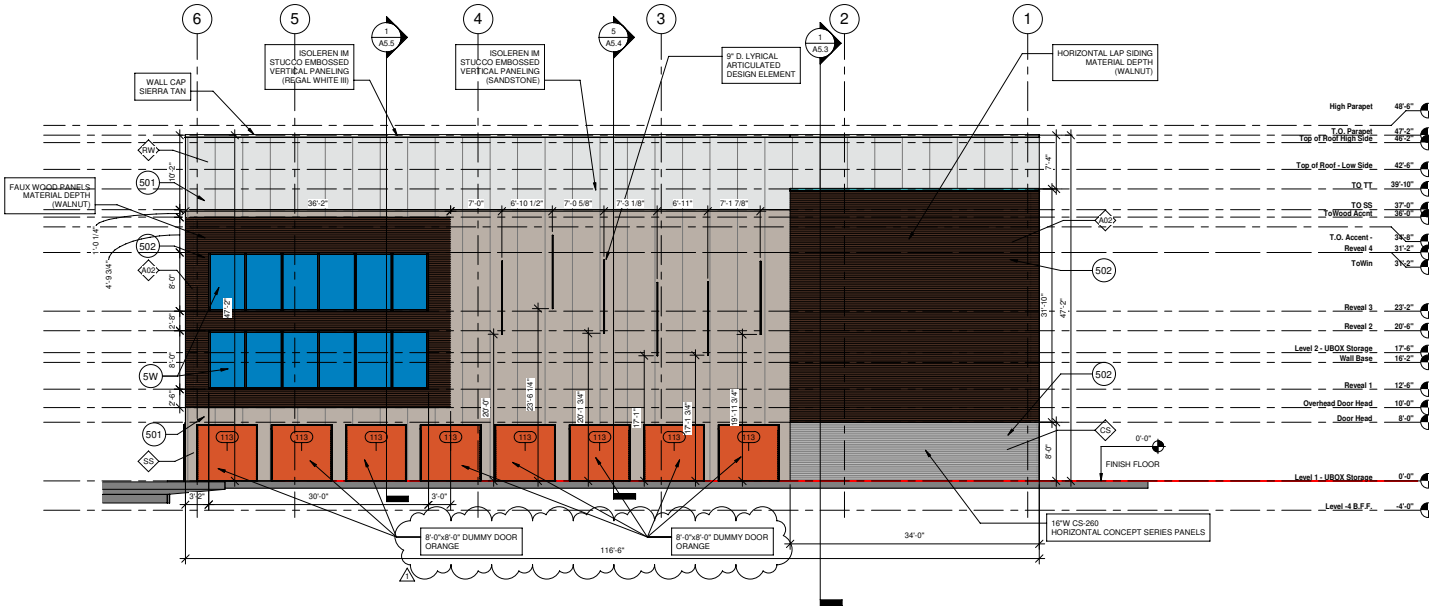 6
5
4
3
2
1
1
A5.5
5
A5.4
1
A5.3
WALL CAP
SIERRA TAN
ISOLEREN IM
STUCCO EMBOSSED
VERTICAL PANELING
(REGAL WHITE III)
ISOLEREN IM
STUCCO EMBOSSED
VERTICAL PANELING
(SANDSTONE)
9" D. LYRICAL
ARTICULATED
DESIGN ELEMENT
HORIZONTAL LAP SIDING
MATERIAL DEPTH
(WALNUT)
High Parapet 48'-6"
T.O. Parapet 47'-2"
Top of Roof High Side 46'-2"
Top of Roof - Low Side 42'-6"
TO TT 39'-10"
TO SS 37'-0"
ToWood Accnt 36'-0"
T.O. Accent - 34'-8"
Reveal 4 31'-2"
ToWin 31'-2"
Reveal 3 23'-2"
Reveal 2 20'-6"
Level 2 - UBOX Storage 17'-6"
Wall Base 16'-2"
Reveal 1 12'-6"
Overhead Door Head 10'-0"
Door Head 8'-0"
Level 1 - UBOX Storage 0'-0"
Level -4 B.F.F. -4'-0"
RW
10'-2"
501
FAUX WOOD PANELS
MATERIAL DEPTH
(WALNUT)
36'-2"
7'-0"
6'-10 1/2"
7'-0 5/8"
7'-3 1/8"
6'-11"
7'-1 7/8"
7'-4"
1'-0 1/4"
4'-9 3/4"
502
A02
8'-0"
47'-2"
2'-8"
8'-0"
5W
2'-6"
501
SS
A02
502
31'-10"
47'-2"
502
CS
8'-0"
20'-0"
23'-6 1/4"
20'-1 3/4"
17'-1"
17'-1 3/4"
19'-11 3/4"
113
113
113
113
113
113
113
113
0'-0"
FINISH FLOOR
3'-2"
30'-0"
3'-0"
8'-0"x8'-0" DUMMY DOOR
ORANGE
8'-0"x8'-0" DUMMY DOOR
ORANGE
16"W CS-260
HORIZONTAL CONCEPT SERIES PANELS
34'-0"
116'-6"
1